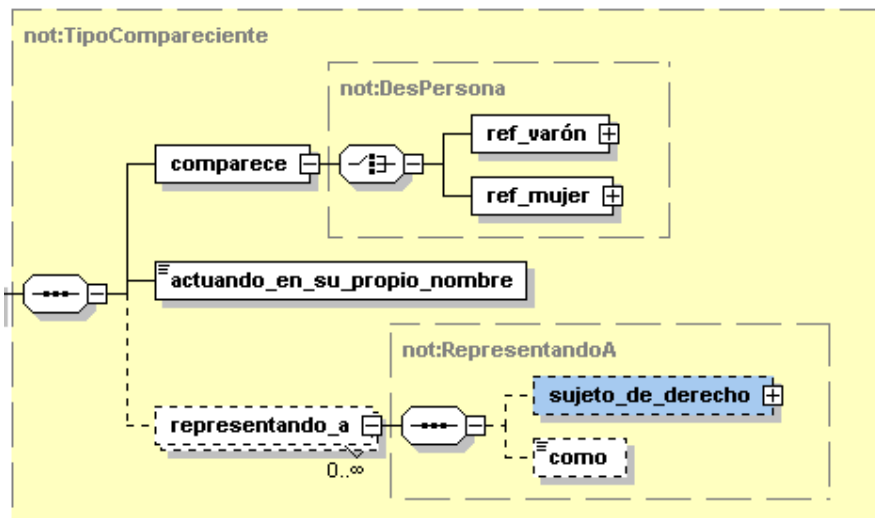 not:TipoCompareciente
not:DesPersona
ref_varón
comparece
ref_mujer
actuando_en_su_propio_nombre
not:RepresentandoA
sujeto_de_derecho
representando_a
0..∞
como